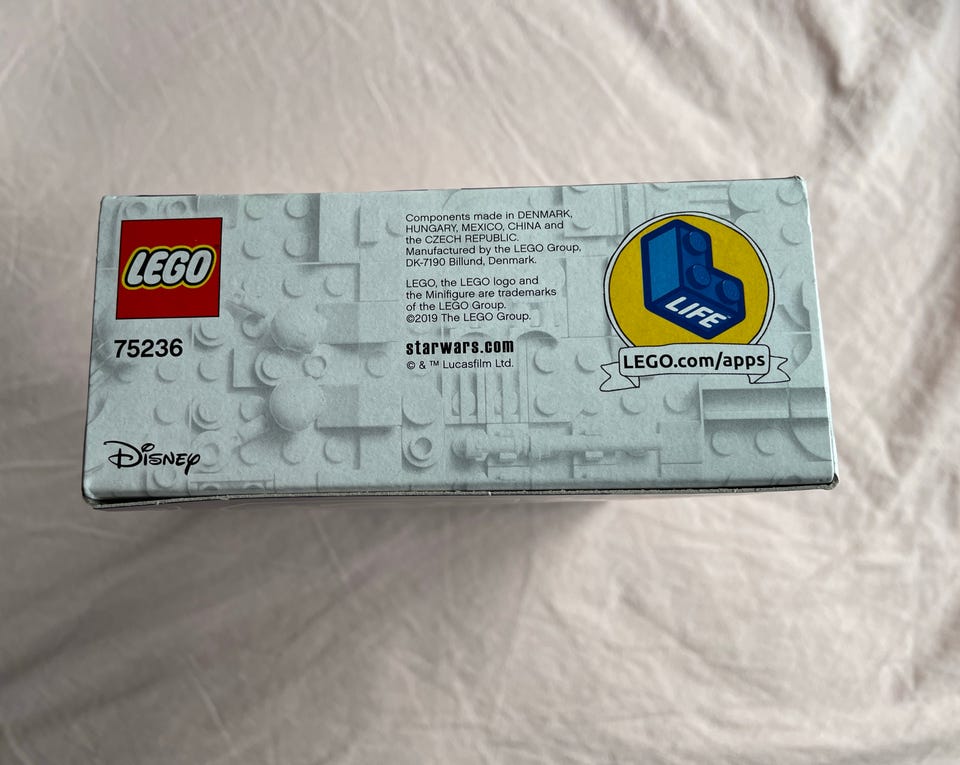 LEGO
75236
Disney
Components made in DENMARK,
HUNGARY, MEXICO, CHINA and
the CZECH REPUBLIC.
Manufactured by the LEGO Group,
DK-7190 Billund, Denmark.
LEGO, the LEGO logo and
the Minifigure are trademarks
of the LEGO Group.
©2019 The LEGO Group.
starwars.com
© & ™ Lucasfilm Ltd.
LIFE™
LEGO.com/apps